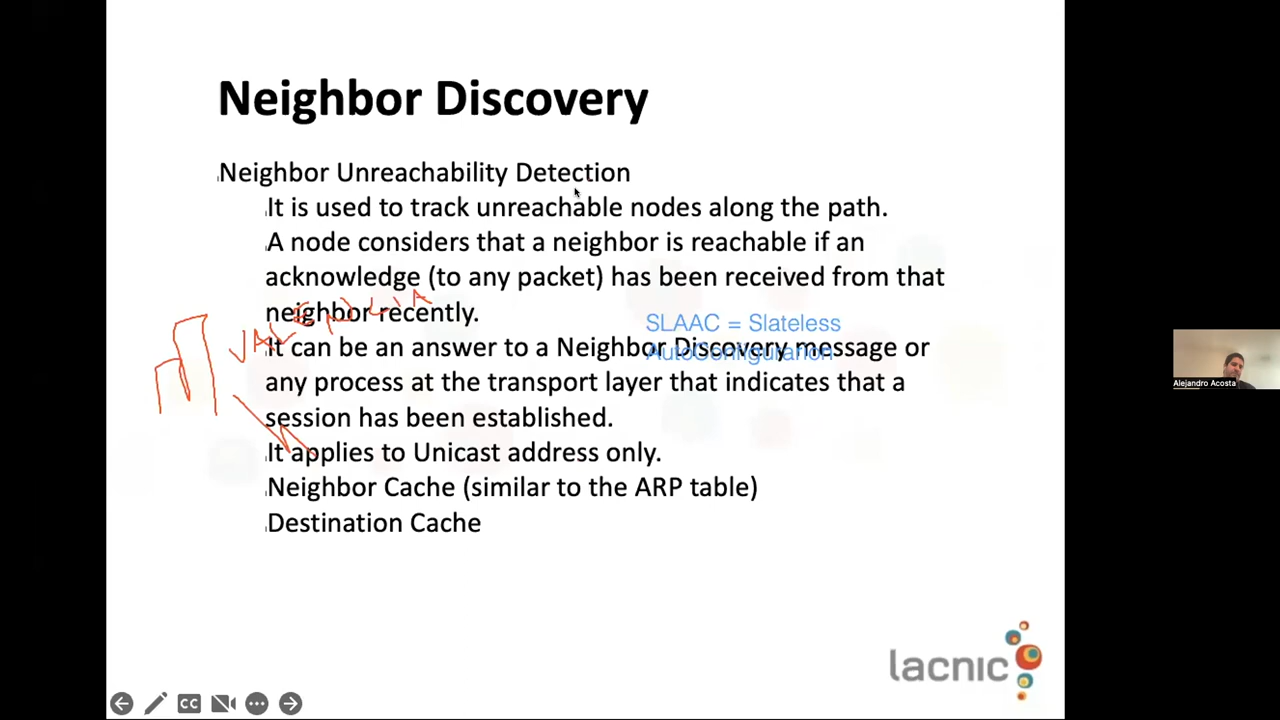 Neighbor Discovery
Neighbor Unreachability Detection
It is used to track unreachable nodes along the path.
A node considers that a neighbor is reachable if an
acknowledge (to any packet) has been received from that
neighbor recently.
VALENCIA
SLAAC = Slateless
AutoConfiguration
It can be an answer to a Neighbor Discovery message or
any process at the transport layer that indicates that a
session has been established.
It applies to Unicast address only.
Neighbor Cache (similar to the ARP table)
Destination Cache
lacnic
CC
Alejandro Acosta